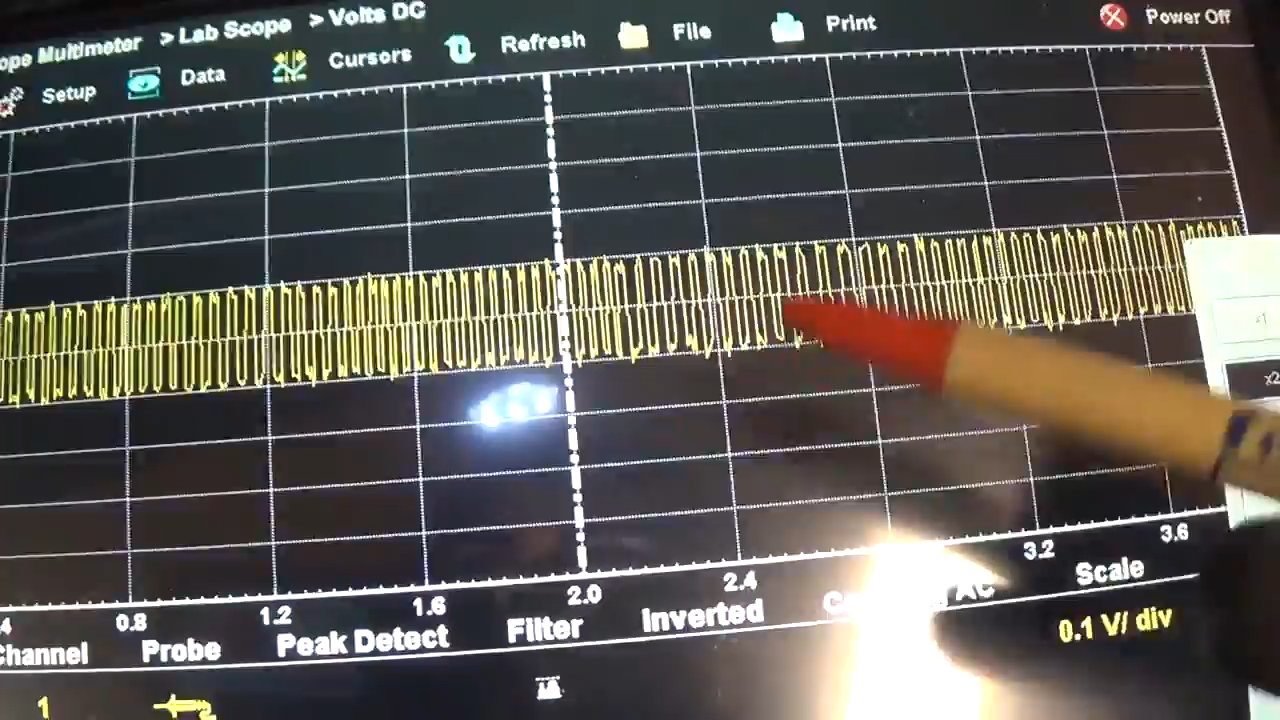 ope Multimeter > Lab Scope > Volts DC
Setup Data Cursors Refresh File Print Power Off
4 0.8 1.2 1.6 2.0 2.4 3.2 3.6
Channel Probe Peak Detect Filter Inverted AC Scale
1 0.1 V/ div